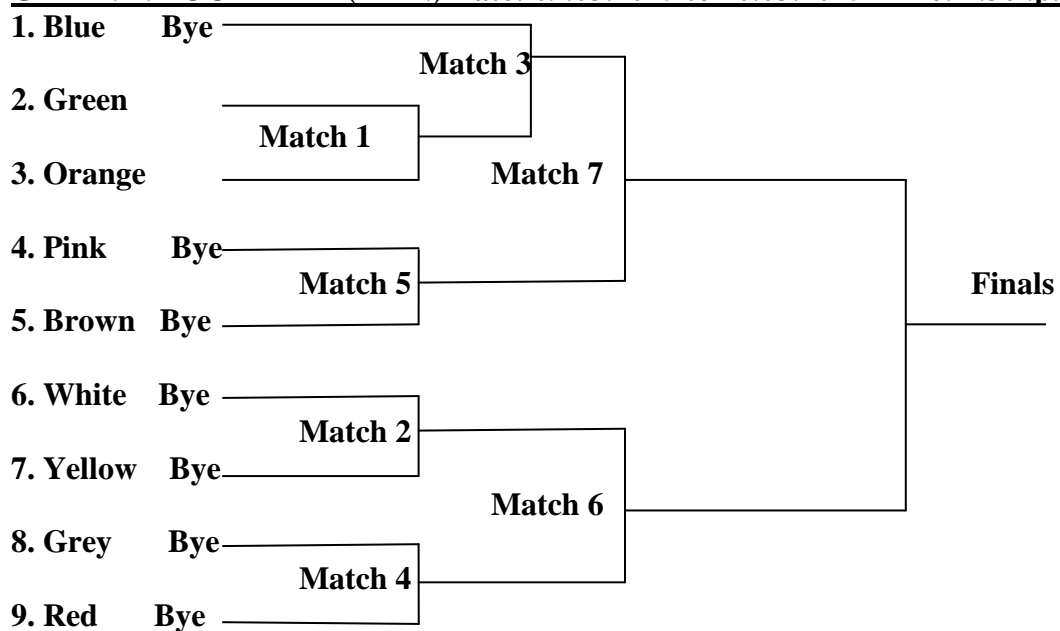 1. Blue Bye
Match 3
2. Green
Match 1
3. Orange
Match 7
4. Pink Bye
Match 5
Finals
5. Brown Bye
6. White Bye
Match 2
7. Yellow Bye
Match 6
8. Grey Bye
Match 4
9. Red Bye